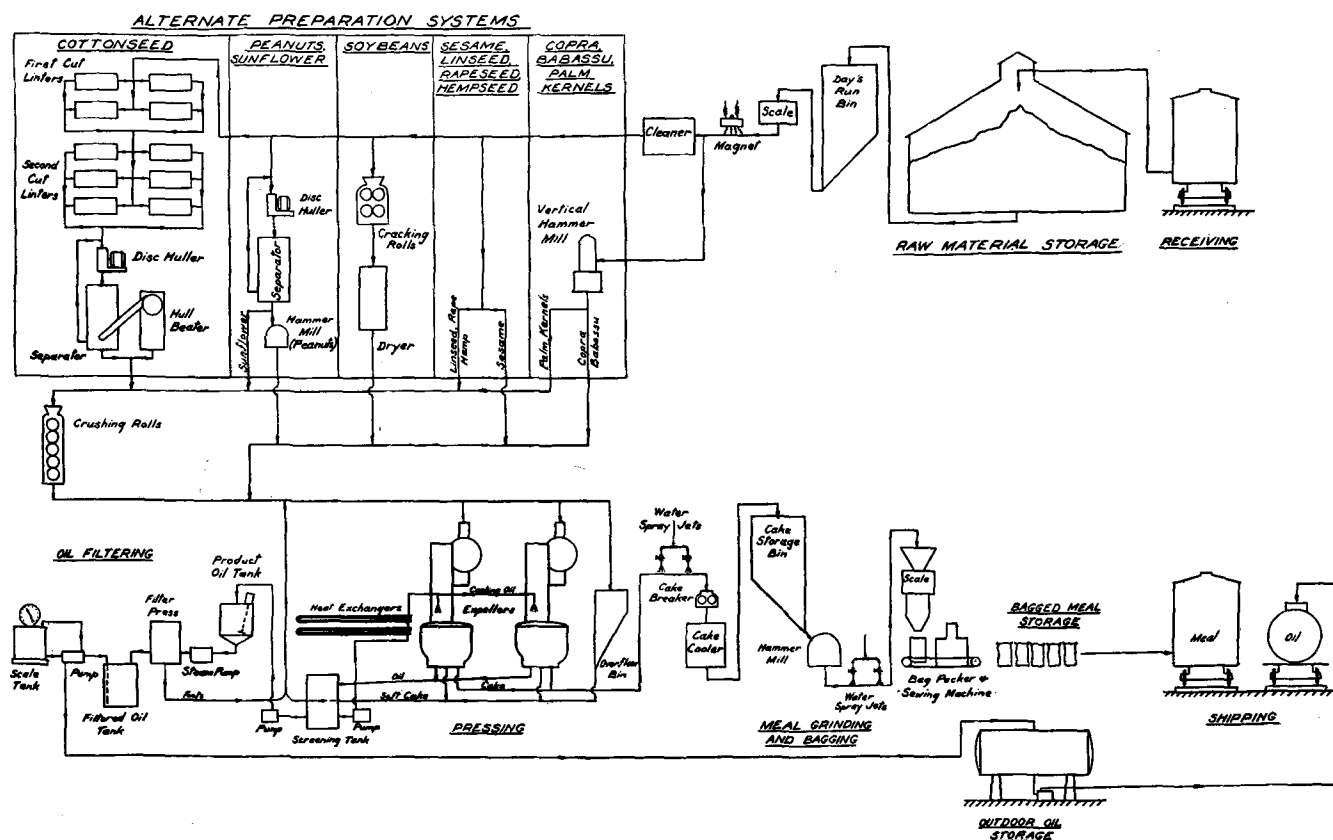 ALTERNATE PREPARATION SYSTEMS
COTTONSEED
First Cut
Linters
Second
Cut
Linters
Disc Huller
Hull
Beater
Separator
PEANUTS,
SUNFLOWER
Disc
Huller
Separator
Sunflower
Hammer
Mill
(Peanuts)
SOYBEANS
Cracking
Rolls
Dryer
SESAME,
LINSEED,
RAPESEED,
HEMPSEED
Linseed, Rape
Hemp
Sesame
COPRA,
BABASSU,
PALM
KERNELS
Vertical
Hammer
Mill
Palm Kernels
Copra
Babassu
Cleaner
Magnet
Scale
Day's
Run
Bin
RAW MATERIAL STORAGE
RECEIVING
Crushing Rolls
OIL FILTERING
Product
Oil Tank
Filter
Press
Steam Pump
Scale
Tank
Pump
Filtered Oil
Tank
Foots
Heat Exchangers
Cooling Oil
Expellers
Oil
Cake
Soft Cake
Overflow
Bin
Pump
Screening Tank
Pump
PRESSING
Water
Spray Jets
Cake
Breaker
Cake
Cooler
Cake
Storage
Bin
Hammer
Mill
Water
Spray Jets
MEAL GRINDING
AND BAGGING
Scale
Bag Packer &
Sewing Machine
BAGGED MEAL
STORAGE
Meal
Oil
SHIPPING
OUTDOOR OIL
STORAGE